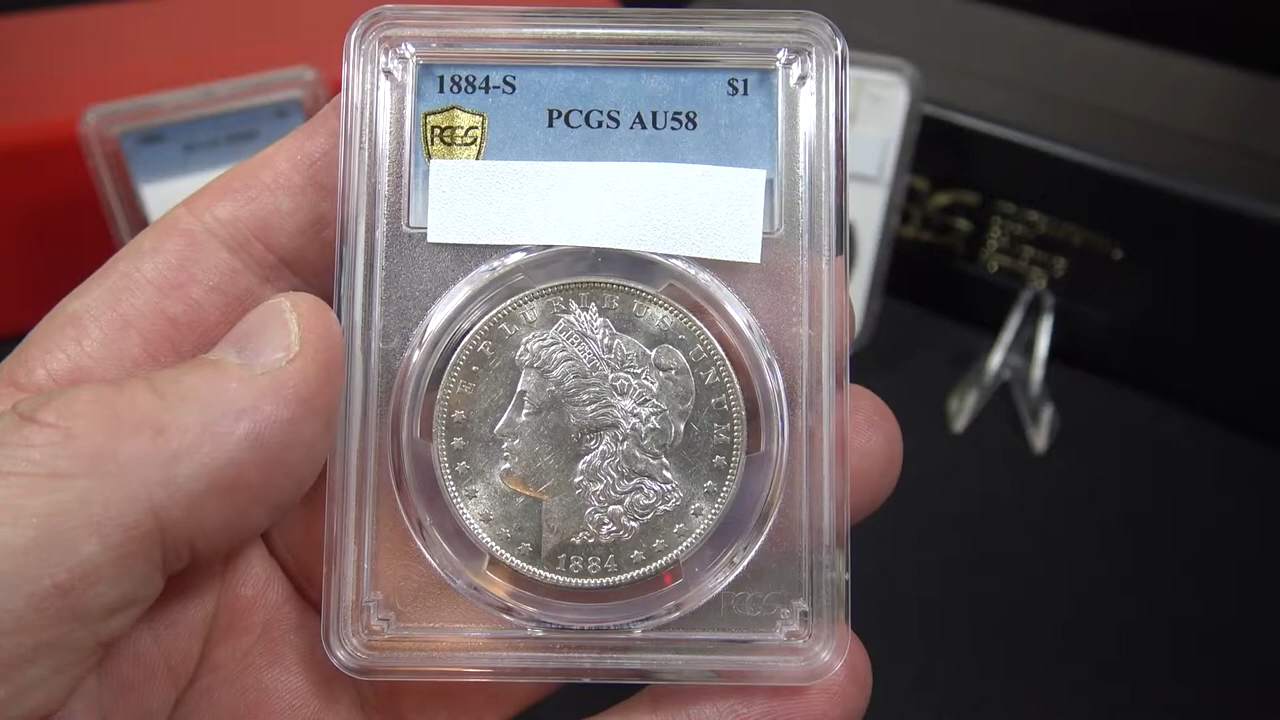 1884-S $1
PCGS AU58
PCGS
E · PLURIBUS · UNUM
LIBERTY
1884
PCGS